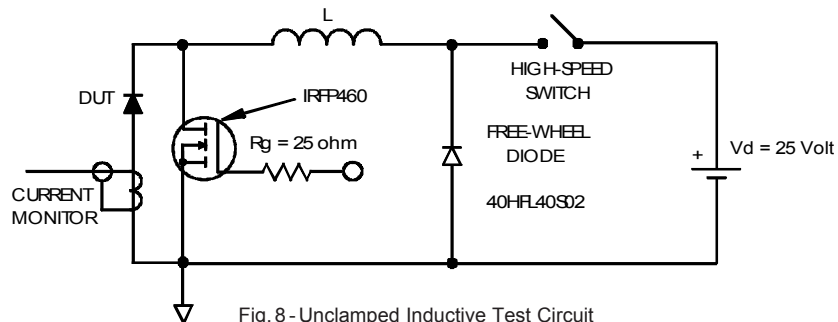 L
DUT
IRFP460
Rg = 25 ohm
CURRENT
MONITOR
HIGH-SPEED
SWITCH
FREE-WHEEL
DIODE
40HFL40S02
+
Vd = 25 Volt
Fig. 8 - Unclamped Inductive Test Circuit